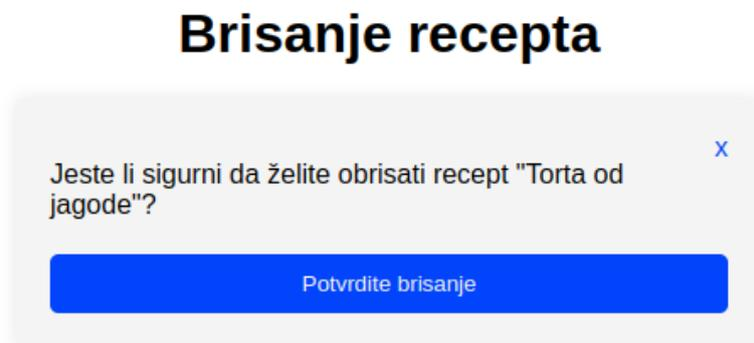 Brisanje recepta
x
Jeste li sigurni da želite obrisati recept "Torta od
jagode"?
Potvrdite brisanje